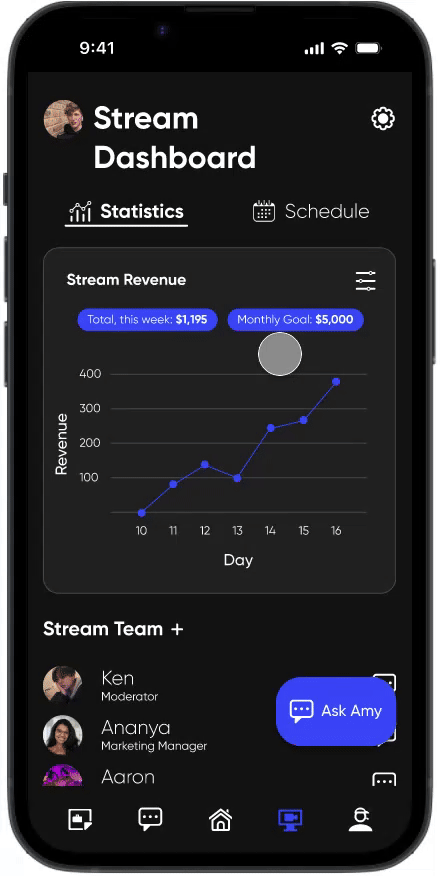 9:41
Stream
Dashboard
Statistics
Schedule
Stream Revenue
Total, this week: $1,195
Monthly Goal: $5,000
400
300
200
100
Revenue
10 11 12 13 14 15 16
Day
Stream Team +
Ken
Moderator
Ananya
Marketing Manager
Ask Amy
Aaron